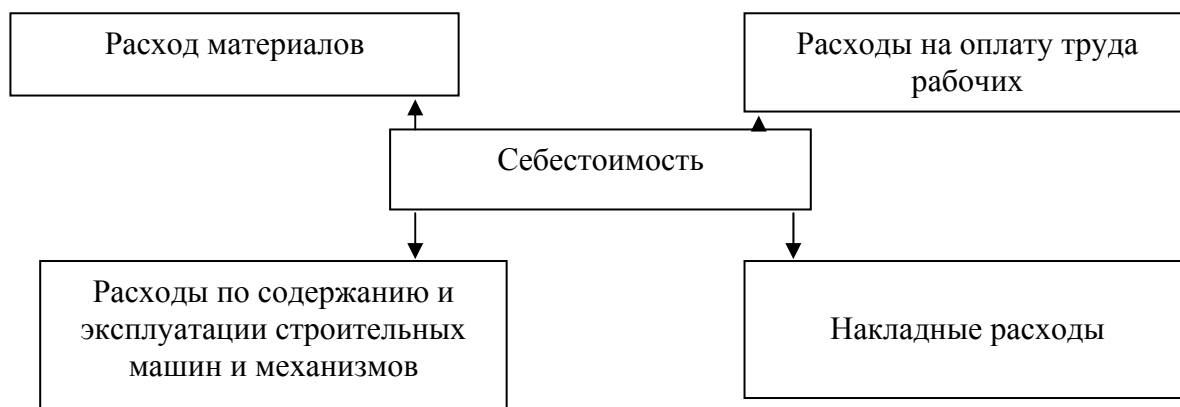 Расход материалов
Расходы на оплату труда
рабочих
Себестоимость
Расходы по содержанию и
эксплуатации строительных
машин и механизмов
Накладные расходы